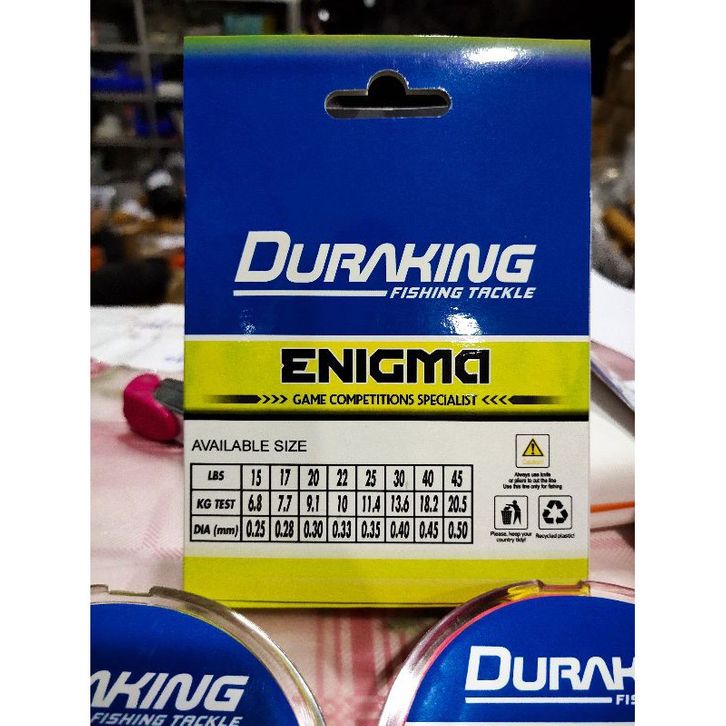 DURAKING
FISHING TACKLE
ENIGMA
>>> GAME COMPETITIONS SPECIALIST <<<
AVAILABLE SIZE
LBS 15 17 20 22 25 30 40 45
KG TEST 6.8 7.7 9.1 10 11.4 13.6 18.2 20.5
DIA (mm) 0.25 0.28 0.30 0.33 0.35 0.40 0.45 0.50
Caution!
Always use knife
or pliers to cut the line
Use this line only for fishing
Please, keep your
country tidy!
Recycled plastic!
AKING
FISHING TACKLE
DURAK
FIS